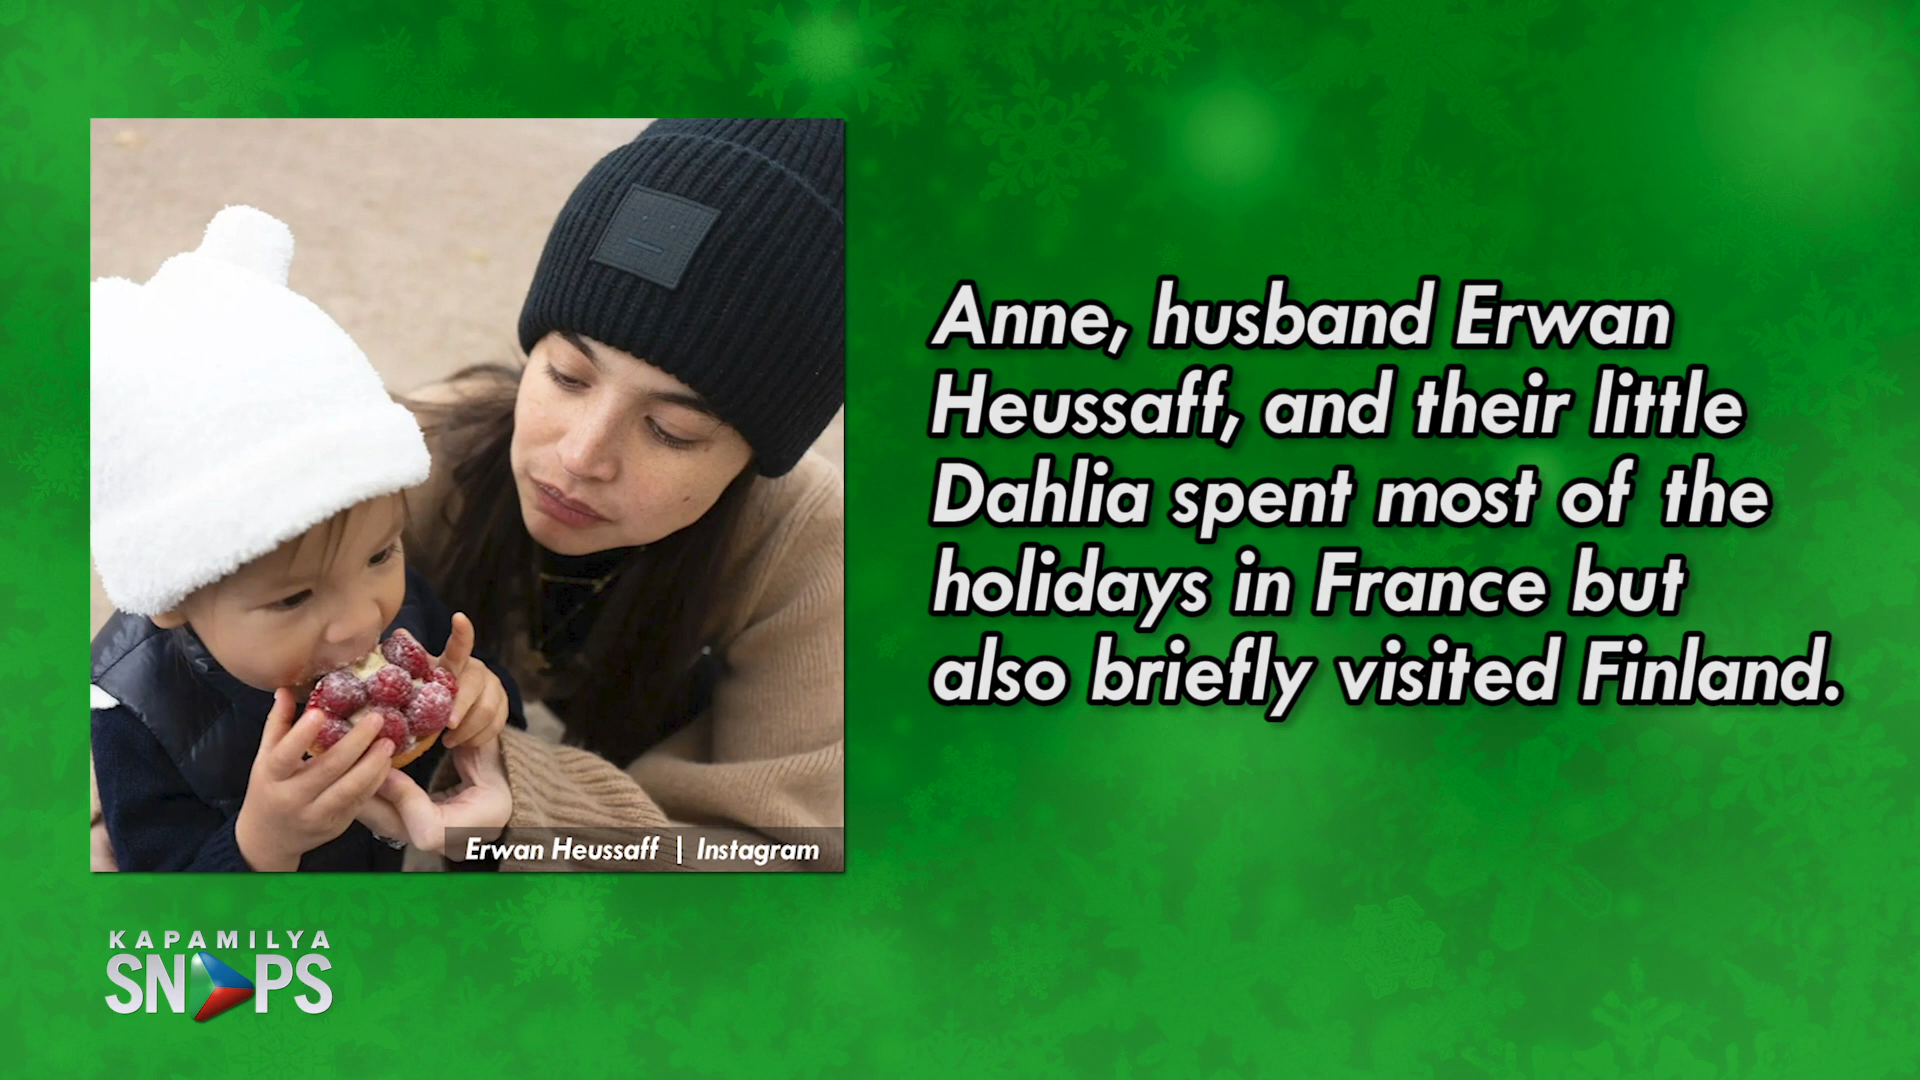 Anne, husband Erwan
Heussaff, and their little
Dahlia spent most of the
holidays in France but
also briefly visited Finland.
Erwan Heussaff | Instagram
KAPAMILYA
SNAPS